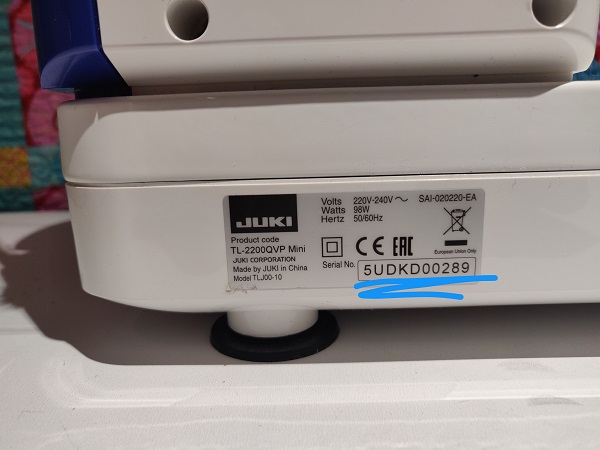 JUKI
Product code
TL-2200QVP Mini
JUKI CORPORATION
Made by JUKI in China
Model TLJ00-10
Volts 220V-240V ~ SAI-020220-EA
Watts 98W
Hertz 50/60Hz
CE EAC
European Union Only
Serial No. 5UDKD00289